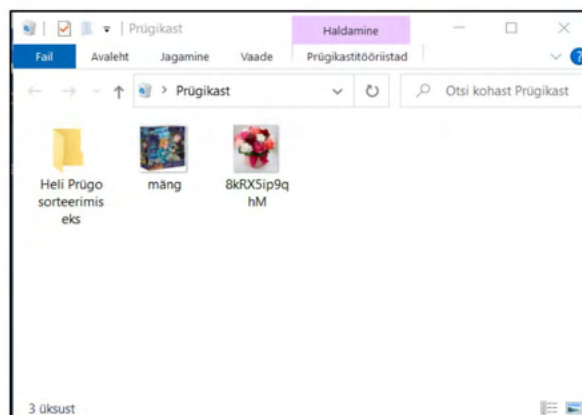 Prügikast
Haldamine
Fail Avaleht Jagamine Vaade Prügikastitööriistad
Prügikast
Otsi kohast Prügikast
Heli Prügo
sorteerimis
eks
mäng
8kRX5ip9q
hM
3 üksust